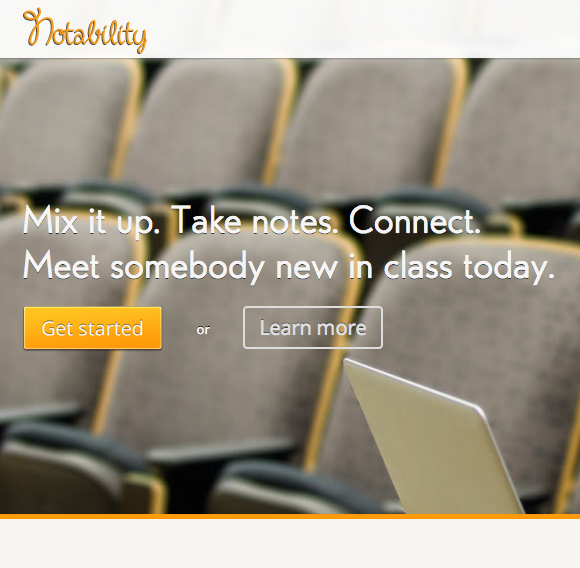 Notability
Mix it up. Take notes. Connect.
Meet somebody new in class today.
Get started or Learn more